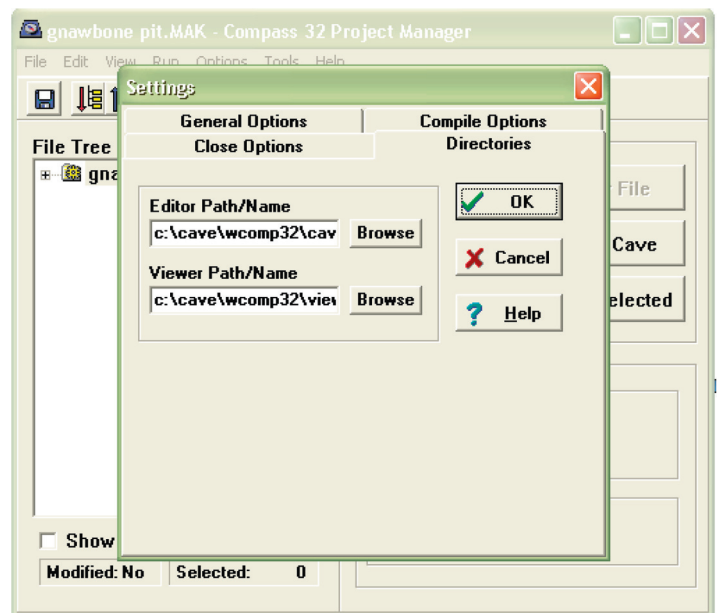 gnawbone pit.MAK - Compass 32 Project Manager
File Edit View Run Options Tools Help
Settings
General Options Compile Options
Close Options Directories
File Tree
gna
Editor Path/Name
c:\cave\wcomp32\cav Browse
Viewer Path/Name
c:\cave\wcomp32\view Browse
OK
Cancel
? Help
File
Cave
elected
Show
Modified: No Selected: 0